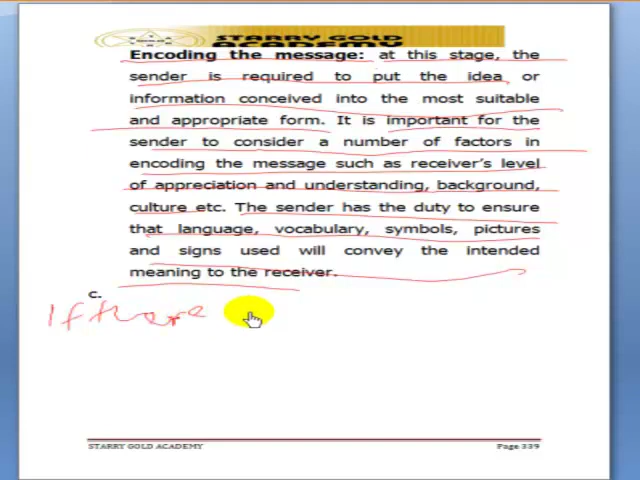 STARRY GOLD
ACADEMY
Encoding the message: at this stage, the
sender is required to put the idea or
information conceived into the most suitable
and appropriate form. It is important for the
sender to consider a number of factors in
encoding the message such as receiver's level
of appreciation and understanding, background,
culture etc. The sender has the duty to ensure
that language, vocabulary, symbols, pictures
and signs used will convey the intended
meaning to the receiver.
c.
If there
STARRY GOLD ACADEMY Page 339